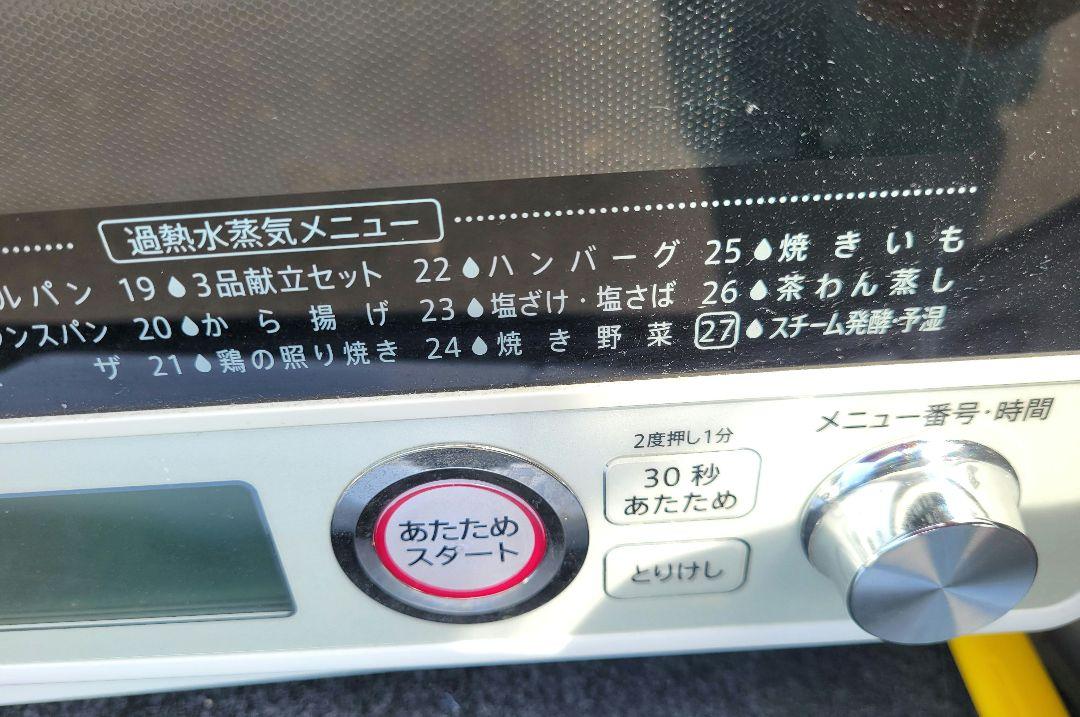 過熱水蒸気メニュー
ルパン 19 3品献立セット 22 ハンバーグ 25 焼きいも
ンスパン 20 から揚げ 23 塩ざけ・塩さば 26 茶わん蒸し
ザ 21 鶏の照り焼き 24 焼き野菜 27 スチーム発酵・予湿
メニュー番号・時間
2度押し1分
30秒
あたため
あたため
スタート
とりけし